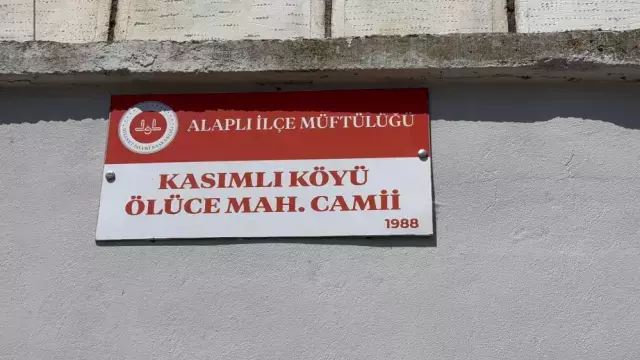 ALAPLI İLÇE MÜFTÜLÜĞÜ
KASIMLI KÖYÜ
ÖLÜCE MAH. CAMİİ
1988